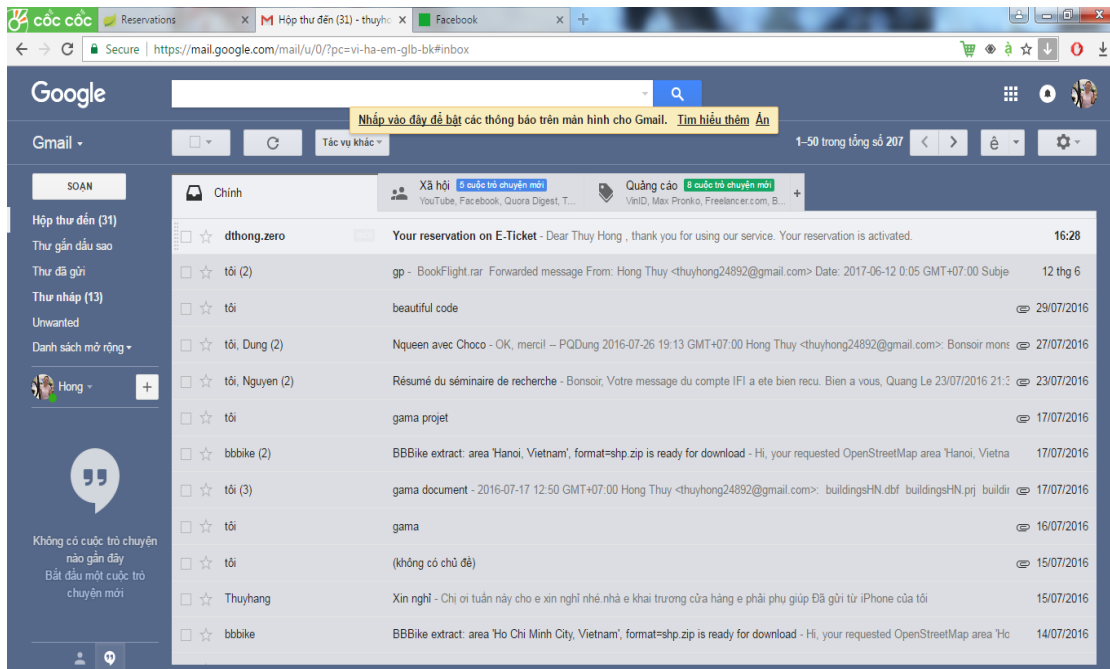 cốc cốc Reservations Hộp thư đến (31) - thuyho Facebook
Secure https://mail.google.com/mail/u/0/?pc=vi-ha-em-glb-bk#inbox
Google
Nhấp vào đây để bật các thông báo trên màn hình cho Gmail. Tìm hiểu thêm Ẩn
Gmail Tác vụ khác 1–50 trong tổng số 207 ê
SOẠN
Hộp thư đến (31)
Thư gắn dấu sao
Thư đã gửi
Thư nháp (13)
Unwanted
Danh sách mở rộng
Hong
Không có cuộc trò chuyện
nào gần đây
Bắt đầu một cuộc trò
chuyện mới
Chính
Xã hội 5 cuộc trò chuyện mới
YouTube, Facebook, Quora Digest, T...
Quảng cáo 8 cuộc trò chuyện mới
VinID, Max Pronko, Freelancer.com, B...
dthong.zero Your reservation on E-Ticket - Dear Thuy Hong , thank you for using our service. Your reservation is activated. 16:28
tôi (2) gp - BookFlight.rar Forwarded message From: Hong Thuy <thuyhong24892@gmail.com> Date: 2017-06-12 0:05 GMT+07:00 Subje 12 thg 6
tôi beautiful code 29/07/2016
tôi, Dung (2) Nqueen avec Choco - OK, merci! -- PQDung 2016-07-26 19:13 GMT+07:00 Hong Thuy <thuyhong24892@gmail.com>: Bonsoir mons 27/07/2016
tôi, Nguyen (2) Résumé du séminaire de recherche - Bonsoir, Votre message du compte IFI a ete bien recu. Bien a vous, Quang Le 23/07/2016 21:3 23/07/2016
tôi gama projet 17/07/2016
bbbike (2) BBBike extract: area 'Hanoi, Vietnam', format=shp.zip is ready for download - Hi, your requested OpenStreetMap area 'Hanoi, Vietna 17/07/2016
tôi (3) gama document - 2016-07-17 12:50 GMT+07:00 Hong Thuy <thuyhong24892@gmail.com>: buildingsHN.dbf buildingsHN.prj buildin 17/07/2016
tôi gama 16/07/2016
tôi (không có chủ đề) 15/07/2016
Thuyhang Xin nghỉ - Chị ơi tuần này cho e xin nghỉ nhé.nhà e khai trương cửa hàng e phải phụ giúp Đã gửi từ iPhone của tôi 15/07/2016
bbbike BBBike extract: area 'Ho Chi Minh City, Vietnam', format=shp.zip is ready for download - Hi, your requested OpenStreetMap area 'Ho 14/07/2016